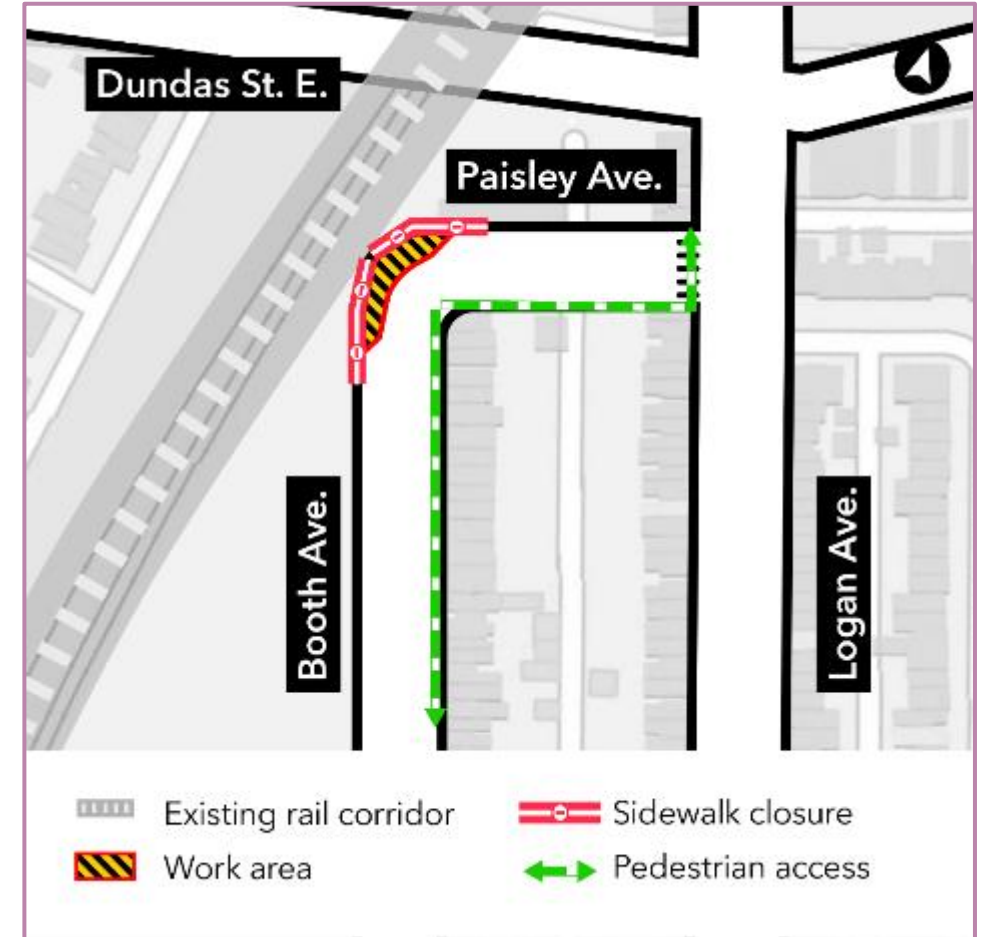 Dundas St. E.
Paisley Ave.
Booth Ave.
Logan Ave.
Existing rail corridor
Sidewalk closure
Work area
Pedestrian access